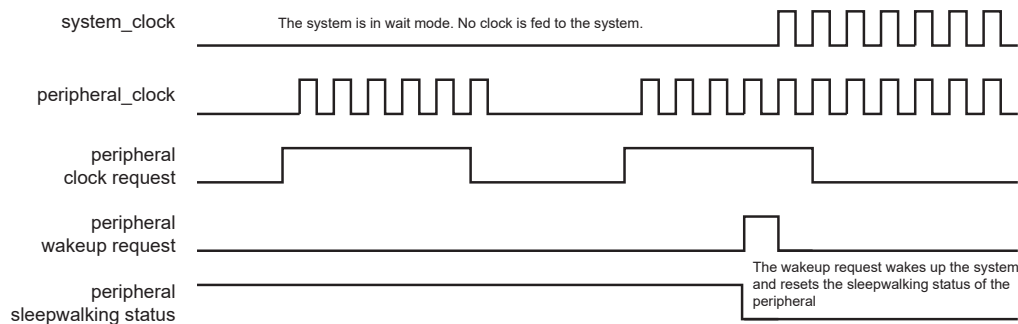 system_clock
The system is in wait mode. No clock is fed to the system.
peripheral_clock
peripheral
clock request
peripheral
wakeup request
The wakeup request wakes up the system
and resets the sleepwalking status of the
peripheral
peripheral
sleepwalking status